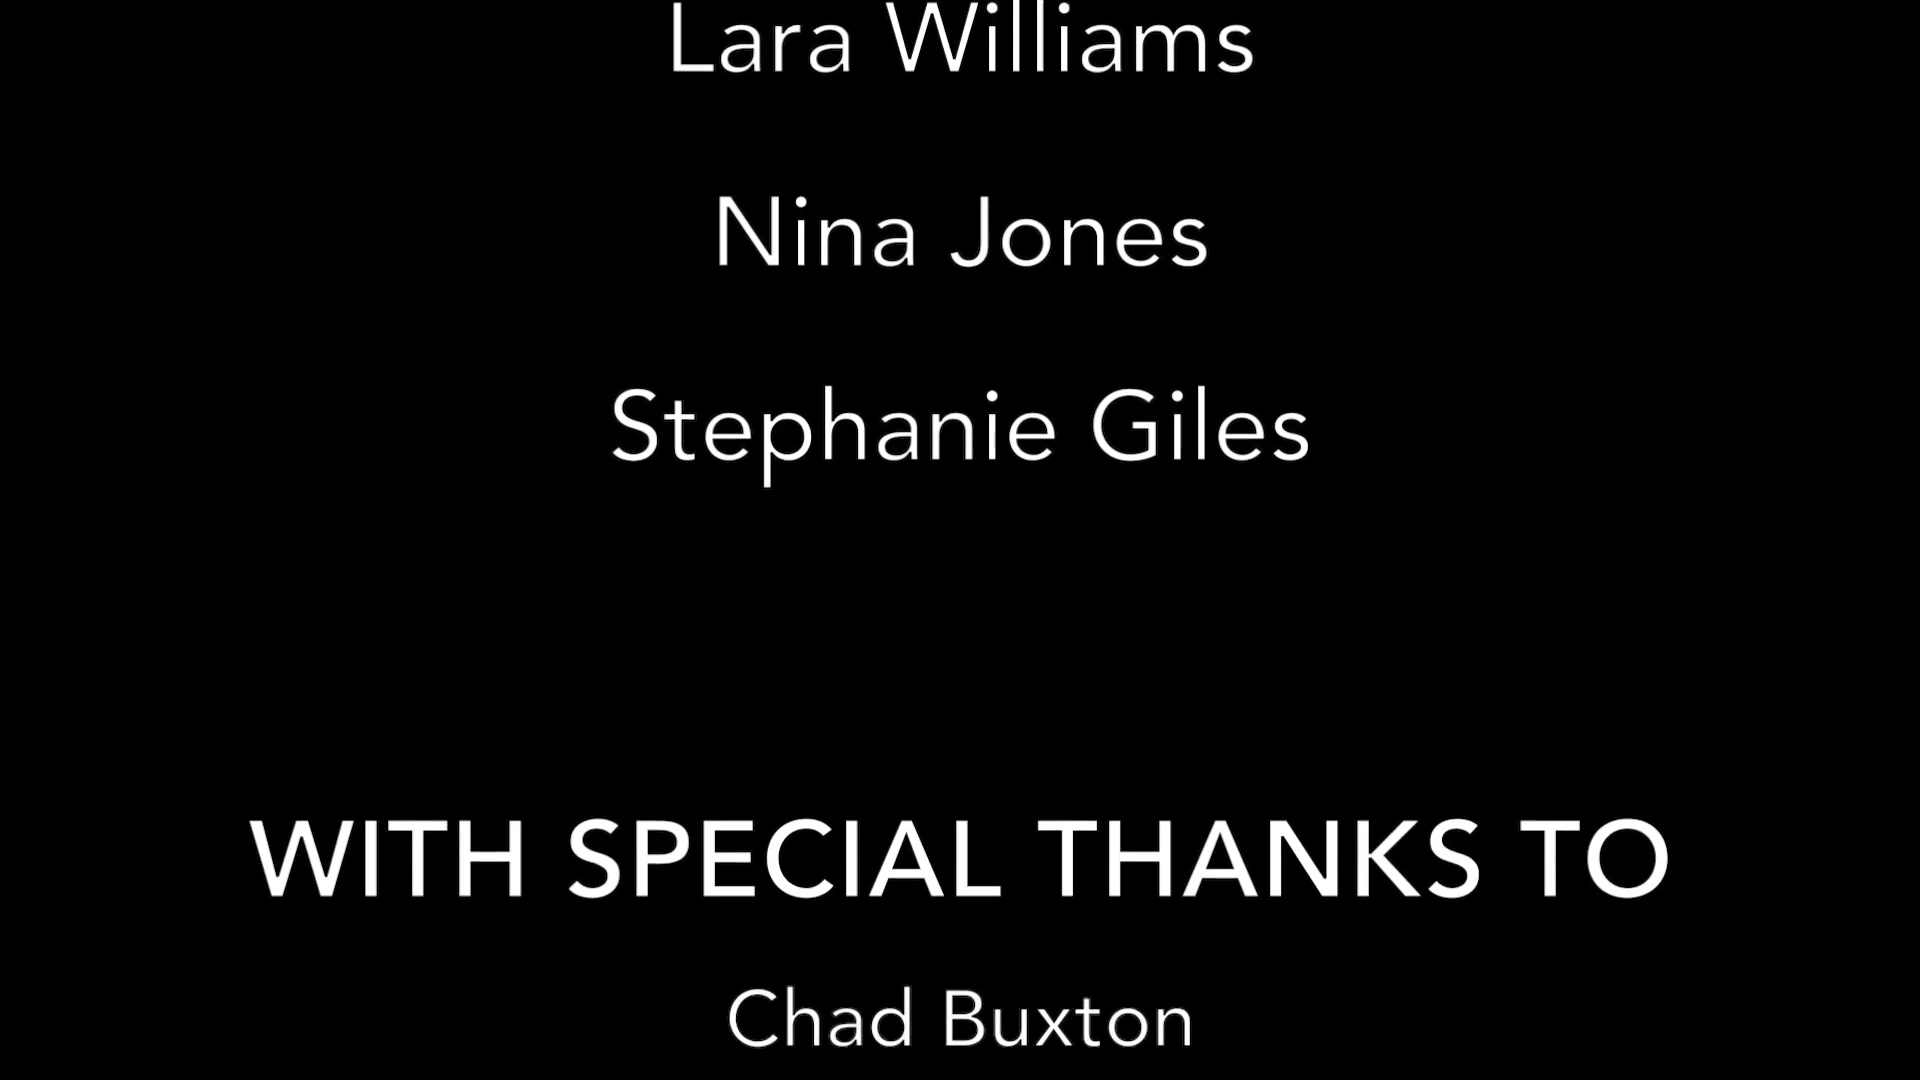 Lara Williams
Nina Jones
Stephanie Giles
WITH SPECIAL THANKS TO
Chad Buxton